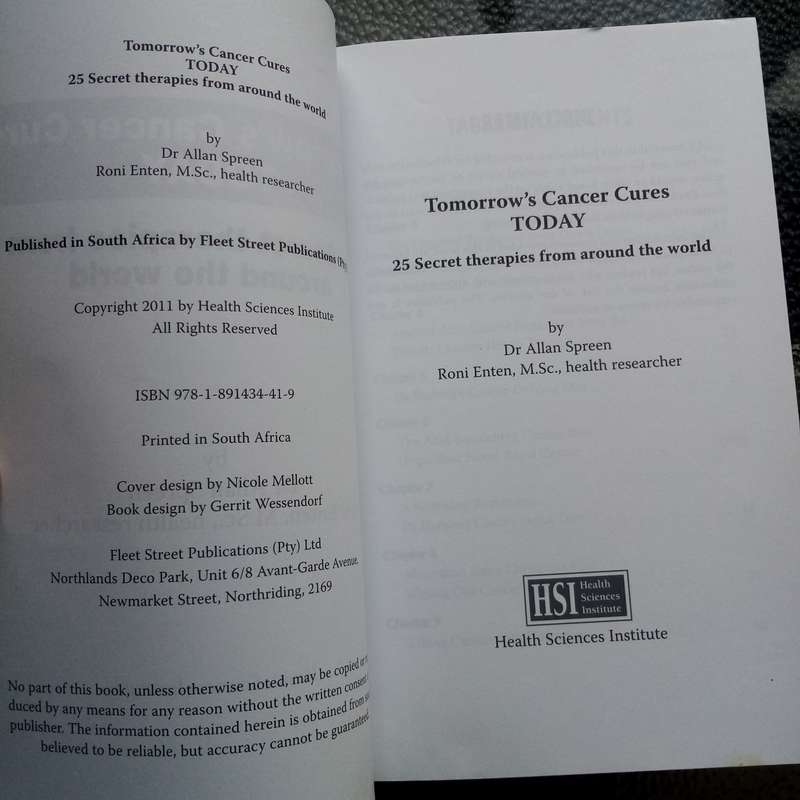 Tomorrow's Cancer Cures
TODAY
25 Secret therapies from around the world
by
Dr Allan Spreen
Roni Enten, M.Sc., health researcher
Published in South Africa by Fleet Street Publications (Pty)
Copyright 2011 by Health Sciences Institute
All Rights Reserved
ISBN 978-1-891434-41-9
Printed in South Africa
Cover design by Nicole Mellott
Book design by Gerrit Wessendorf
Fleet Street Publications (Pty) Ltd
Northlands Deco Park, Unit 6/8 Avant-Garde Avenue.
Newmarket Street, Northriding, 2169
No part of this book, unless otherwise noted, may be copied or
duced by any means for any reason without the written consent
publisher. The information contained herein is obtained from
believed to be reliable, but accuracy cannot be guaranteed.
Tomorrow's Cancer Cures
TODAY
25 Secret therapies from around the world
by
Dr Allan Spreen
Roni Enten, M.Sc., health researcher
HSI Health
Sciences
Institute
Health Sciences Institute